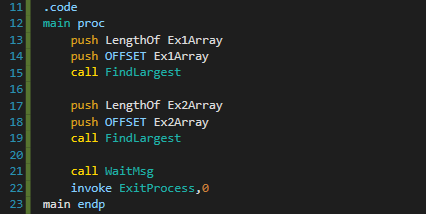 11 .code
12 main proc
13 push LengthOf Ex1Array
14 push OFFSET Ex1Array
15 call FindLargest
16
17 push LengthOf Ex2Array
18 push OFFSET Ex2Array
19 call FindLargest
20
21 call WaitMsg
22 invoke ExitProcess,0
23 main endp